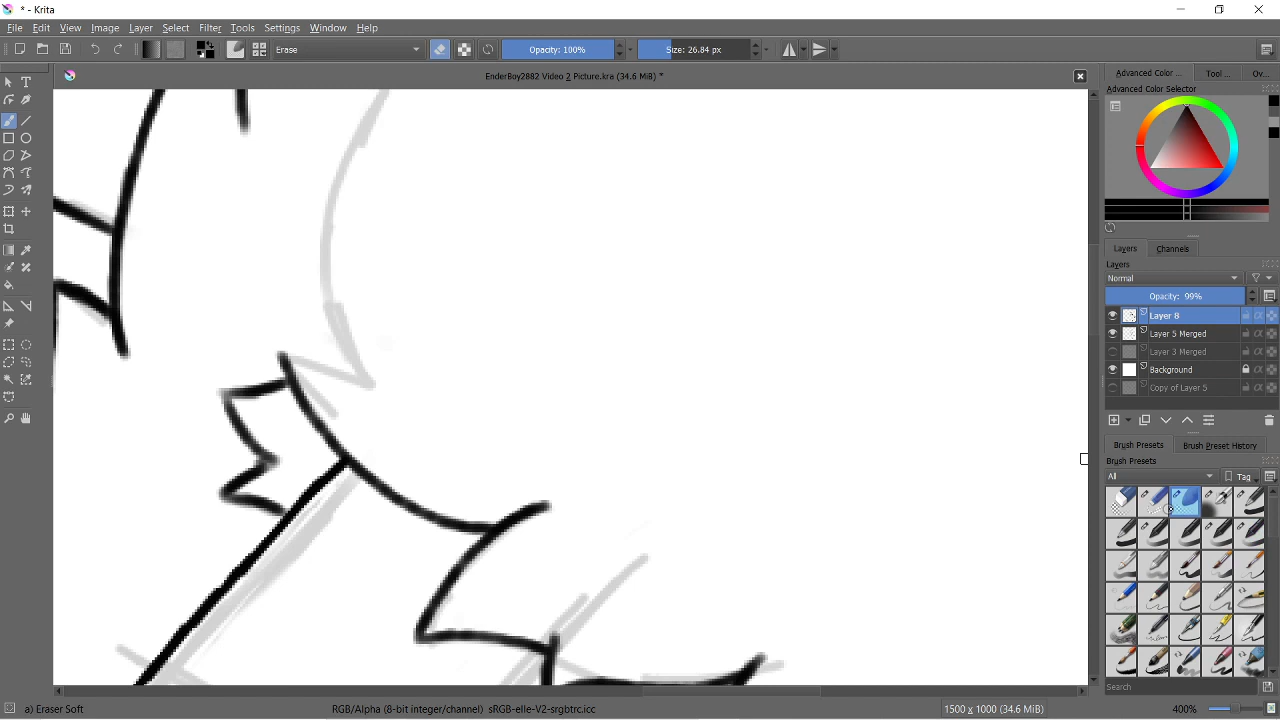 * - Krita
File Edit View Image Layer Select Filter Tools Settings Window Help
Erase Opacity: 100% Size: 26.84 px
EnderBoy2882 Video 2 Picture.kra (34.6 MiB) *
Advanced Color ... Tool ... Ov...
Advanced Color Selector
Layers Channels
Layers
Normal
Opacity: 99%
Layer 8
Layer 5 Merged
Layer 3 Merged
Background
Copy of Layer 5
Brush Presets Brush Preset History
Brush Presets
All Tag
Search
a) Eraser Soft RGB/Alpha (8-bit integer/channel) sRGB-elle-V2-srgbtrc.icc 1500 x 1000 (34.6 MiB) 400%